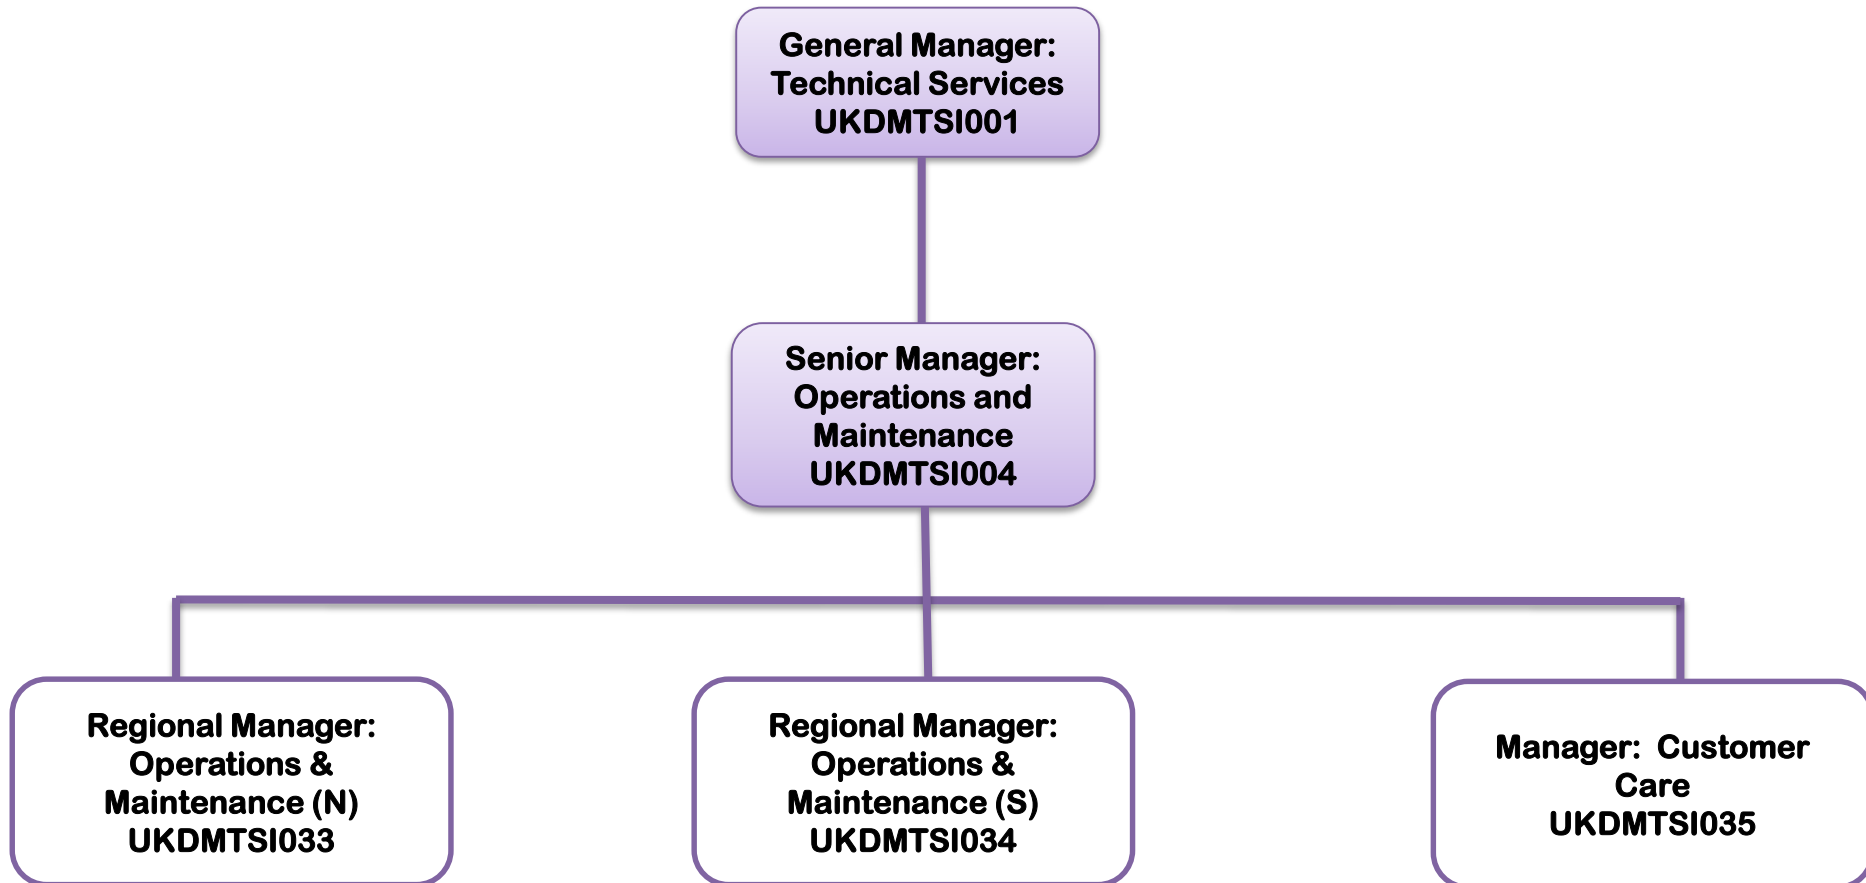 General Manager:
Technical Services
UKDMTSI001
Senior Manager:
Operations and
Maintenance
UKDMTSI004
Regional Manager:
Operations &
Maintenance (N)
UKDMTSI033
Regional Manager:
Operations &
Maintenance (S)
UKDMTSI034
Manager:  Customer
Care
UKDMTSI035